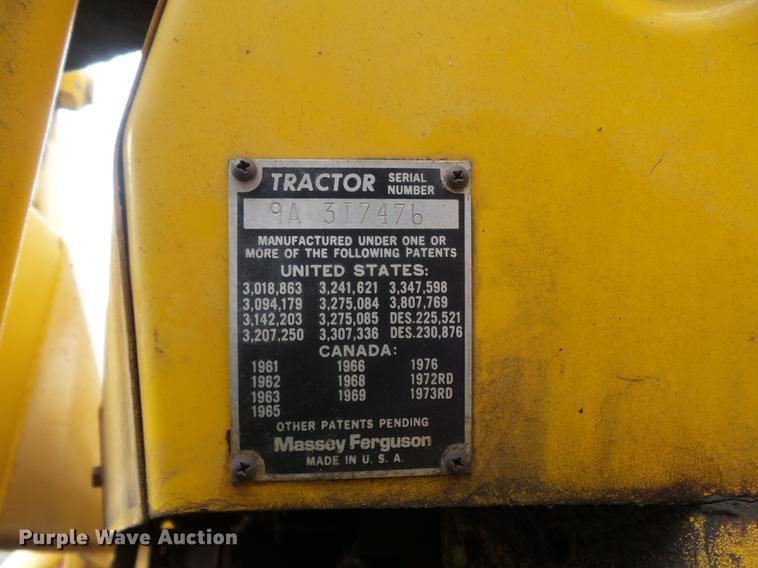 TRACTOR SERIAL NUMBER
9A 317476
MANUFACTURED UNDER ONE OR
MORE OF THE FOLLOWING PATENTS
UNITED STATES:
3,018,863 3,241,621 3,347,598
3,094,179 3,275,084 3,807,769
3,142,203 3,275,085 DES.225,521
3,207,250 3,307,336 DES.230,876
CANADA:
1961 1966 1976
1962 1968 1972RD
1963 1969 1973RD
1965
OTHER PATENTS PENDING
Massey Ferguson
MADE IN U.S.A.
Purple Wave Auction